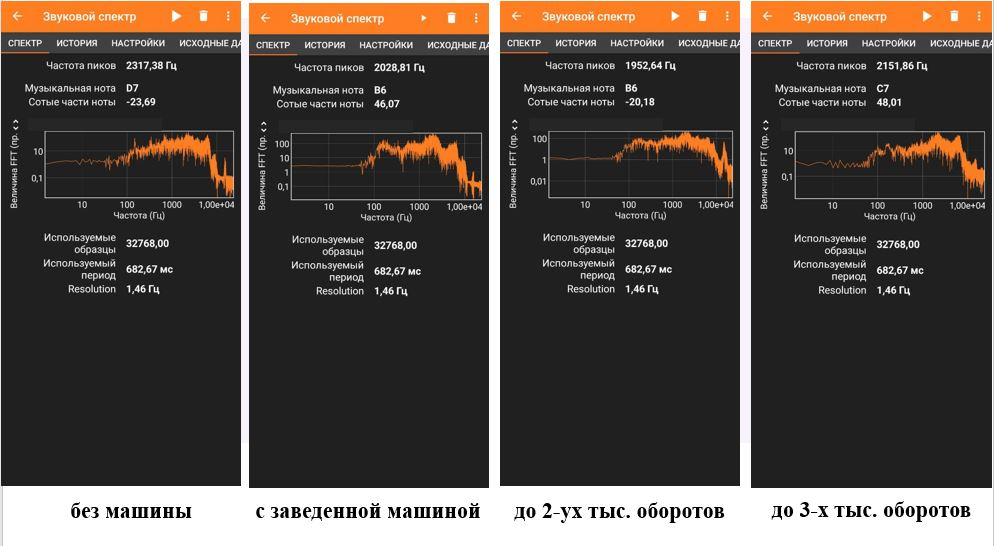 Звуковой спектр
СПЕКТР ИСТОРИЯ НАСТРОЙКИ ИСХОДНЫЕ ДА
Частота пиков 2317,38 Гц
Музыкальная нота D7
Сотые части ноты -23,69
Величина FFT (пр.
10
0,1
10 100 1000 1,00e+04
Частота (Гц)
Используемые
образцы 32768,00
Используемый
период 682,67 мс
Resolution 1,46 Гц
без машины
Звуковой спектр
СПЕКТР ИСТОРИЯ НАСТРОЙКИ ИСХОДНЫЕ ДА
Частота пиков 2028,81 Гц
Музыкальная нота B6
Сотые части ноты 46,07
Величина FFT (пр.
100
10
1
0,1
10 100 1000 1,00e+04
Частота (Гц)
Используемые
образцы 32768,00
Используемый
период 682,67 мс
Resolution 1,46 Гц
с заведенной машиной
Звуковой спектр
СПЕКТР ИСТОРИЯ НАСТРОЙКИ ИСХОДНЫЕ ДА
Частота пиков 1952,64 Гц
Музыкальная нота B6
Сотые части ноты -20,18
Величина FFT (пр.
100
1
0,01
10 100 1000 1,00e+04
Частота (Гц)
Используемые
образцы 32768,00
Используемый
период 682,67 мс
Resolution 1,46 Гц
до 2-ух тыс. оборотов
Звуковой спектр
СПЕКТР ИСТОРИЯ НАСТРОЙКИ ИСХОДНЫЕ ДА
Частота пиков 2151,86 Гц
Музыкальная нота C7
Сотые части ноты 48,01
Величина FFT (пр.
10
0,1
10 100 1000 1,00e+04
Частота (Гц)
Используемые
образцы 32768,00
Используемый
период 682,67 мс
Resolution 1,46 Гц
до 3-х тыс. оборотов